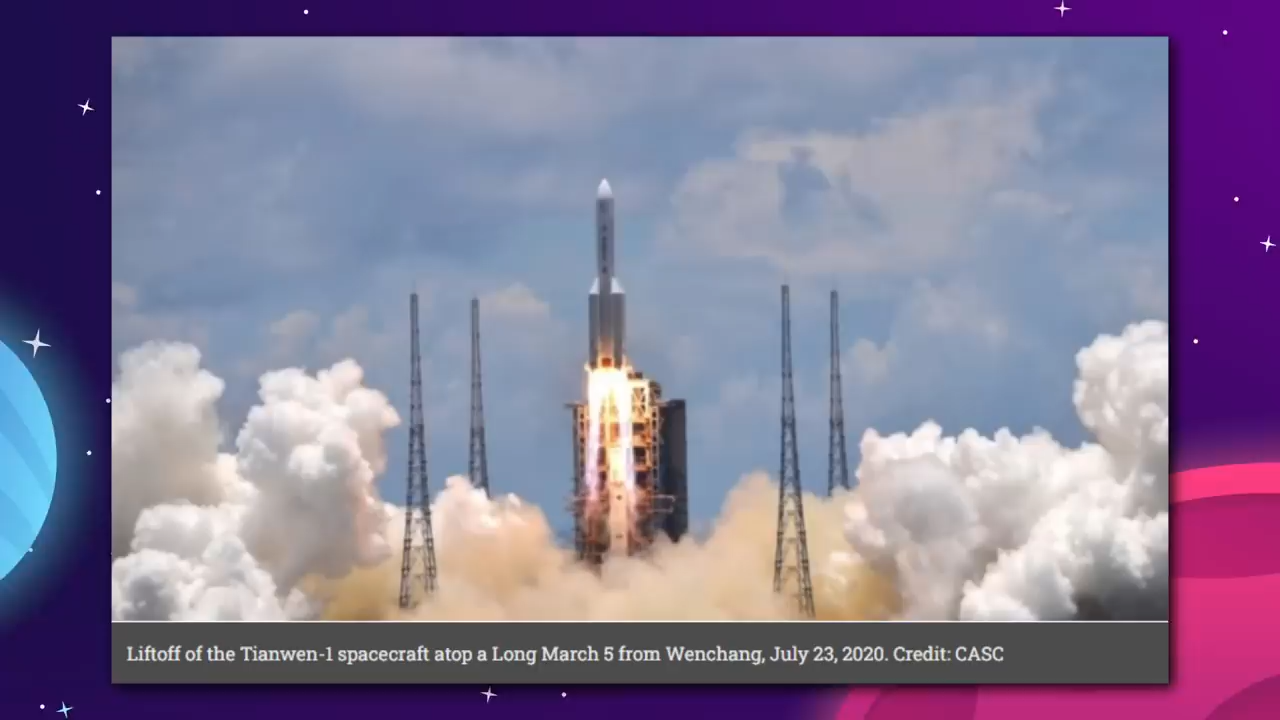 Liftoff of the Tianwen-1 spacecraft atop a Long March 5 from Wenchang, July 23, 2020. Credit: CASC